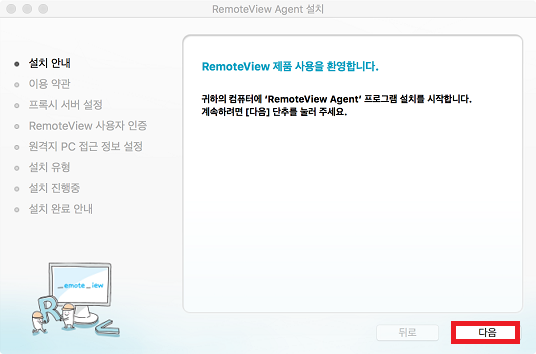 RemoteView Agent 설치
설치 안내
이용 약관
프록시 서버 설정
RemoteView 사용자 인증
원격지 PC 접근 정보 설정
설치 유형
설치 진행중
설치 완료 안내
RemoteView 제품 사용을 환영합니다.
귀하의 컴퓨터에 ‘RemoteView Agent’ 프로그램 설치를 시작합니다.
계속하려면 [다음] 단추를 눌러 주세요.
_emote_iew
R
뒤로
다음